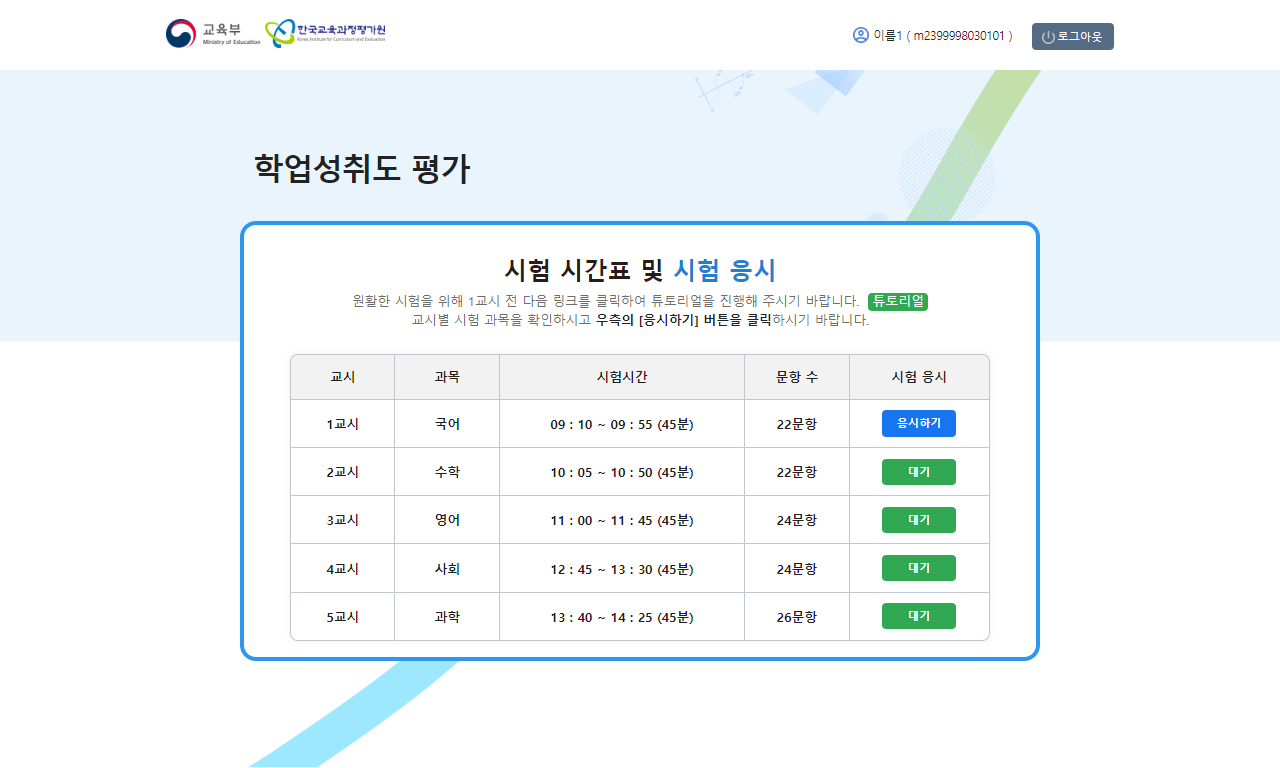 교육부
Ministry of Education
한국교육과정평가원
Korea Institute for Curriculum and Evaluation
이름1 ( m2399998030101 )
로그아웃
학업성취도 평가
시험 시간표 및 시험 응시
원활한 시험을 위해 1교시 전 다음 링크를 클릭하여 튜토리얼을 진행해 주시기 바랍니다. 튜토리얼
교시별 시험 과목을 확인하시고 우측의 [응시하기] 버튼을 클릭하시기 바랍니다.
교시 과목 시험시간 문항 수 시험 응시
1교시 국어 09 : 10 ~ 09 : 55 (45분) 22문항 응시하기
2교시 수학 10 : 05 ~ 10 : 50 (45분) 22문항 대기
3교시 영어 11 : 00 ~ 11 : 45 (45분) 24문항 대기
4교시 사회 12 : 45 ~ 13 : 30 (45분) 24문항 대기
5교시 과학 13 : 40 ~ 14 : 25 (45분) 26문항 대기